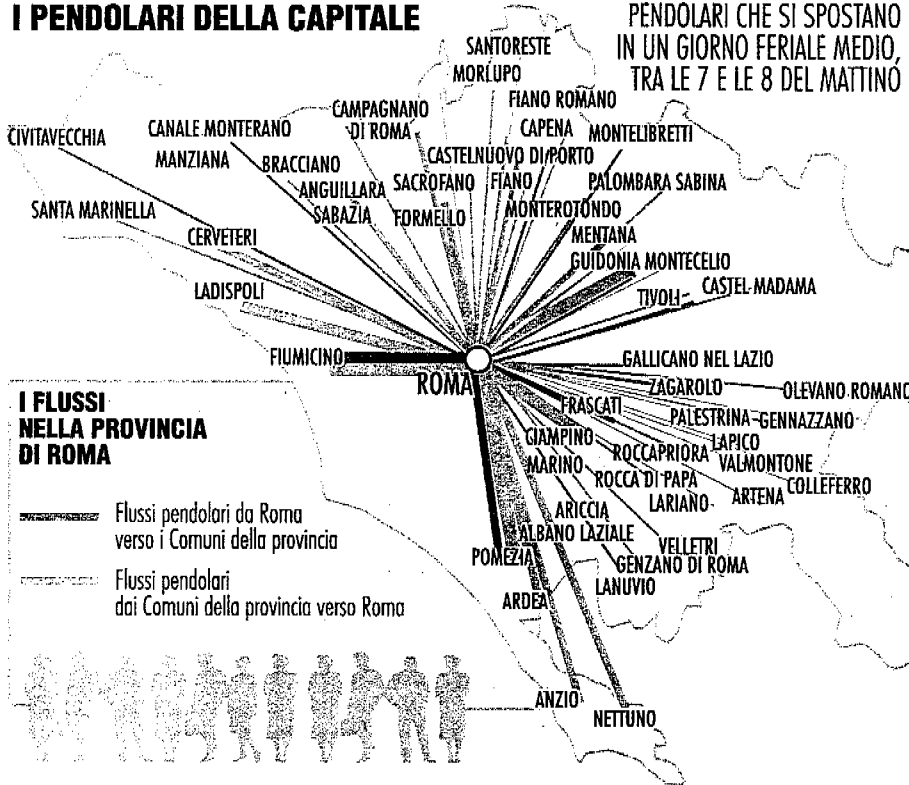 I PENDOLARI DELLA CAPITALE
PENDOLARI CHE SI SPOSTANO
IN UN GIORNO FERIALE MEDIO,
TRA LE 7 E LE 8 DEL MATTINO
SANTORESTE
MORLUPO
FIANO ROMANO
CAMPAGNANO
DI ROMA
CAPENA
MONTELIBRETTI
CIVITAVECCHIA
CANALE MONTERANO
MANZIANA
BRACCIANO
CASTELNUOVO DI PORTO
ANGUILLARA
SABAZIA
SACROFANO
FIANO
PALOMBARA SABINA
SANTA MARINELLA
FORMELLO
MONTEROTONDO
CERVETERI
MENTANA
GUIDONIA MONTECELIO
LADISPOLI
TIVOLI
CASTEL MADAMA
FIUMICINO
ROMA
GALLICANO NEL LAZIO
ZAGAROLO
OLEVANO ROMANO
FRASCATI
PALESTRINA
GENNAZZANO
CIAMPINO
LAPICO
ROCCAPRIORA
VALMONTONE
MARINO
ROCCA DI PAPA
COLLEFERRO
LARIANO
ARTENA
ARICCIA
ALBANO LAZIALE
VELLETRI
POMEZIA
GENZANO DI ROMA
LANUVIO
ARDEA
ANZIO
NETTUNO
I FLUSSI
NELLA PROVINCIA
DI ROMA
Flussi pendolari da Roma
verso i Comuni della provincia
Flussi pendolari
dai Comuni della provincia verso Roma